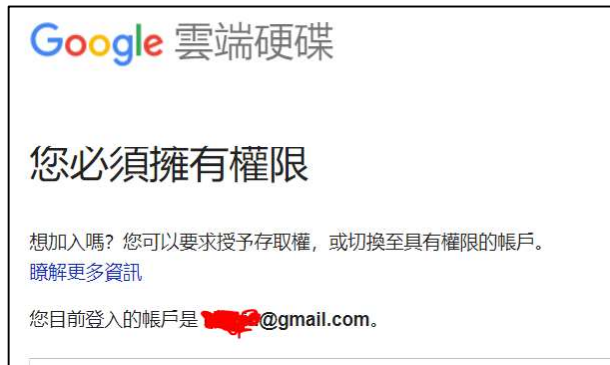 Google 雲端硬碟
您必須擁有權限
想加入嗎？您可以要求授予存取權，或切換至具有權限的帳戶。
瞭解更多資訊
您目前登入的帳戶是 @gmail.com。